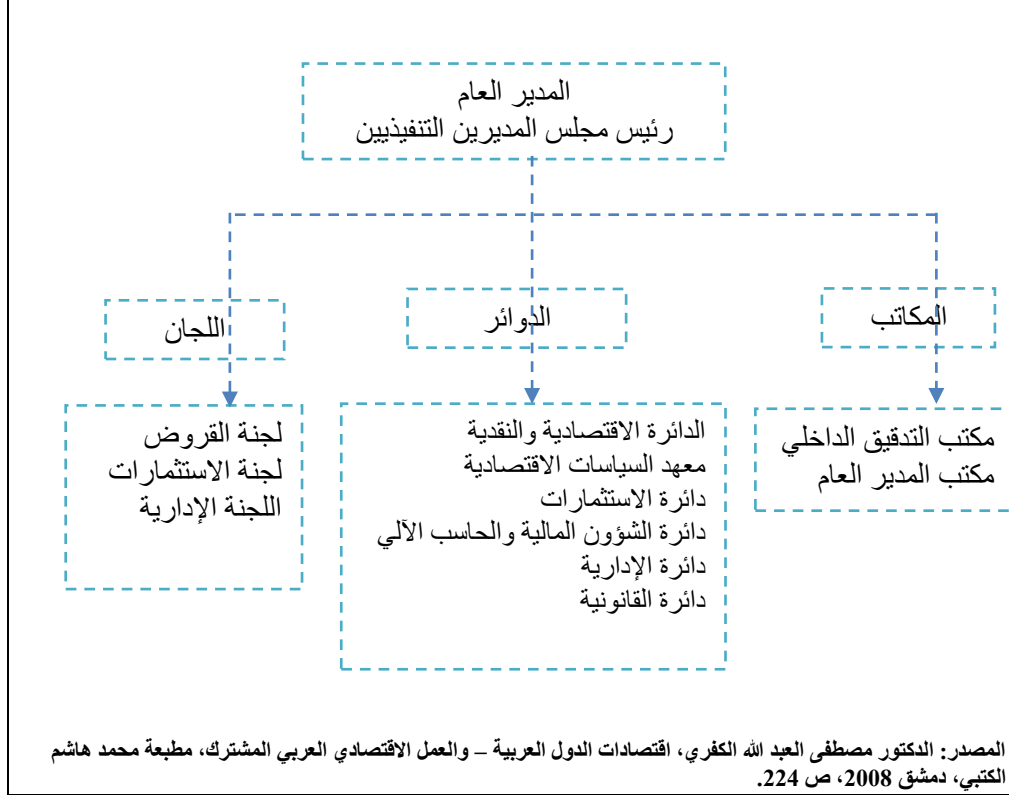 المدير العام
رئيس مجلس المديرين التنفيذيين
المكاتب
الدوائر
اللجان
مكتب التدقيق الداخلي
مكتب المدير العام
الدائرة الاقتصادية والنقدية
معهد السياسات الاقتصادية
دائرة الاستثمارات
دائرة الشؤون المالية والحاسب الآلي
دائرة الإدارية
دائرة القانونية
لجنة القروض
لجنة الاستثمارات
اللجنة الإدارية
المصدر: الدكتور مصطفى العبد الله الكفري، اقتصادات الدول العربية – والعمل الاقتصادي العربي المشترك، مطبعة محمد هاشم
الكتبي، دمشق 2008، ص 224.